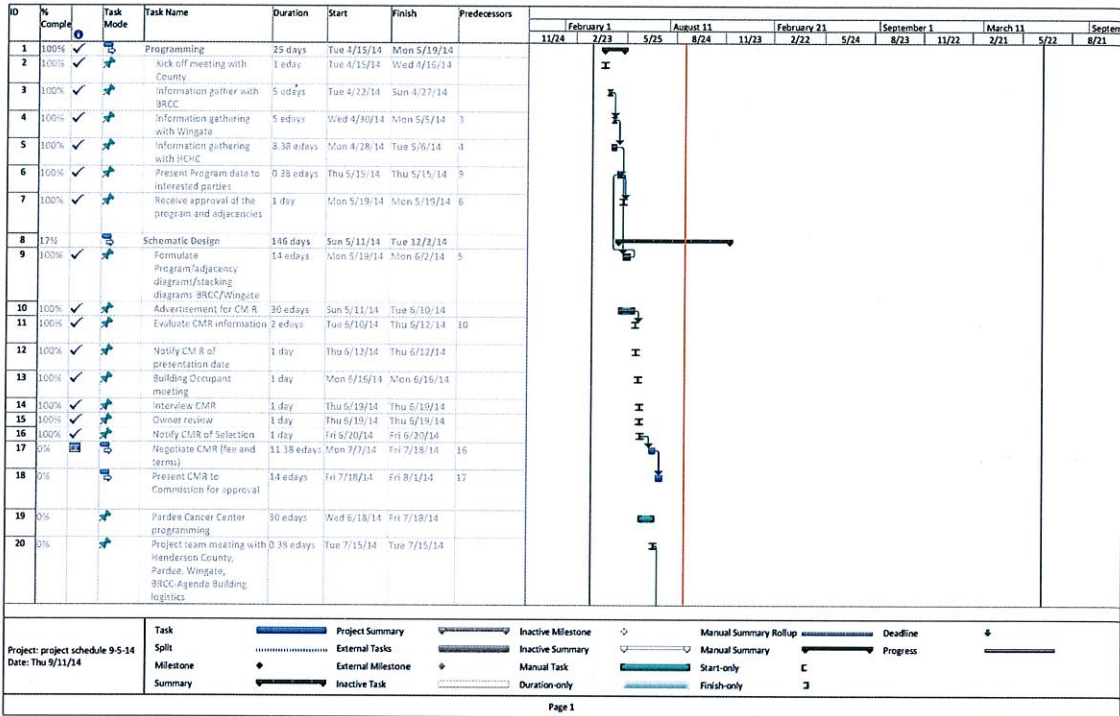 ID % Comple Task Mode Task Name Duration Start Finish Predecessors
February 1 August 11 February 21 September 1 March 11 Septem
11/24 2/23 5/25 8/24 11/23 2/22 5/24 8/23 11/22 2/21 5/22 8/21
1 100% Programming 25 days Tue 4/15/14 Mon 5/19/14
2 100% Kick off meeting with County 1 eday Tue 4/15/14 Wed 4/16/14
3 100% Information gather with BRCC 5 edays Tue 4/22/14 Sun 4/27/14
4 100% Information gathering with Wingate 5 edays Wed 4/30/14 Mon 5/5/14 3
5 100% Information gathering with HCHC 8.38 edays Mon 4/28/14 Tue 5/6/14 4
6 100% Present Program date to interested parties 0.38 edays Thu 5/15/14 Thu 5/15/14 9
7 100% Receive approval of the program and adjacencies 1 day Mon 5/19/14 Mon 5/19/14 6
8 17% Schematic Design 146 days Sun 5/11/14 Tue 12/2/14
9 100% Formulate Program/adjacency diagrams/stacking diagrams BRCC/Wingate 14 edays Mon 5/19/14 Mon 6/2/14 5
10 100% Advertisement for CM R 30 edays Sun 5/11/14 Tue 6/10/14
11 100% Evaluate CMR information 2 edays Tue 6/10/14 Thu 6/12/14 10
12 100% Notify CM R of presentation date 1 day Thu 6/12/14 Thu 6/12/14
13 100% Building Occupant meeting 1 day Mon 6/16/14 Mon 6/16/14
14 100% Interview CMR 1 day Thu 6/19/14 Thu 6/19/14
15 100% Owner review 1 day Thu 6/19/14 Thu 6/19/14
16 100% Notify CMR of Selection 1 day Fri 6/20/14 Fri 6/20/14
17 0% Negotiate CMR (fee and terms) 11.38 edays Mon 7/7/14 Fri 7/18/14 16
18 0% Present CMR to Commission for approval 14 edays Fri 7/18/14 Fri 8/1/14 17
19 0% Pardee Cancer Center programming 30 edays Wed 6/18/14 Fri 7/18/14
20 0% Project team meeting with Henderson County, Pardee, Wingate, BRCC-Agenda Building logistics 0.38 edays Tue 7/15/14 Tue 7/15/14
Project: project schedule 9-5-14
Date: Thu 9/11/14
Task Project Summary Inactive Milestone Manual Summary Rollup Deadline
Split External Tasks Inactive Summary Manual Summary Progress
Milestone External Milestone Manual Task Start-only
Summary Inactive Task Duration-only Finish-only
Page 1